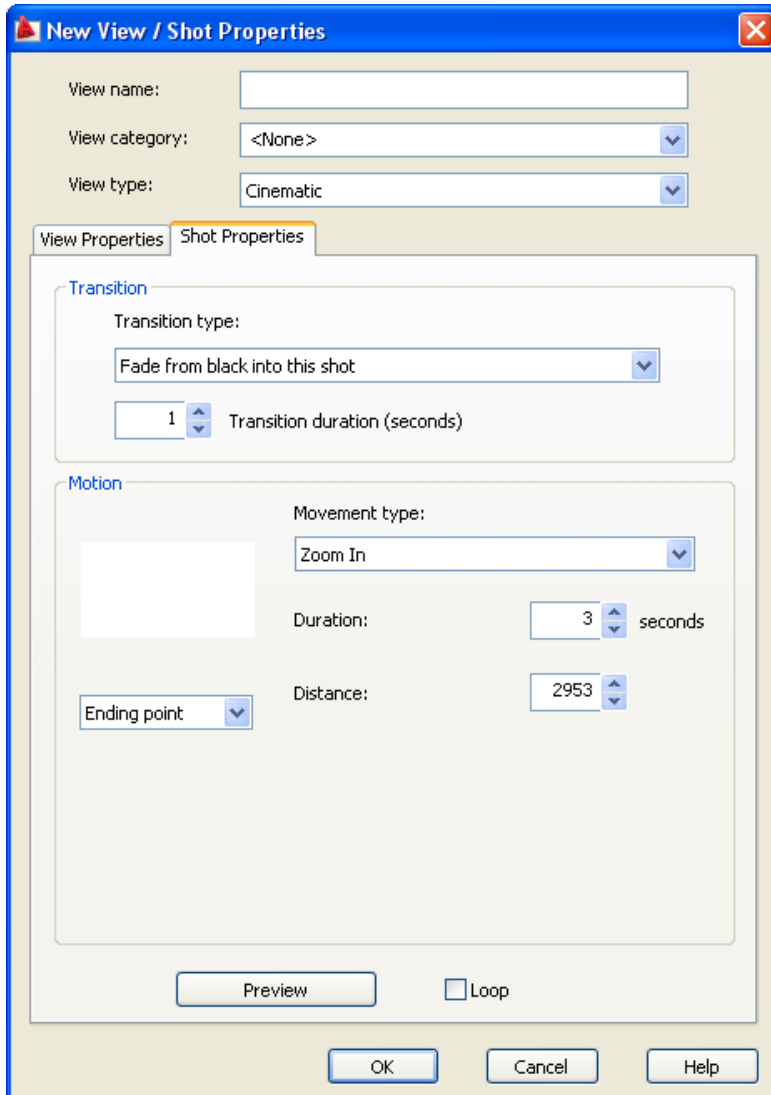 New View / Shot Properties
View name:
View category: <None>
View type: Cinematic
View Properties Shot Properties
Transition
Transition type:
Fade from black into this shot
1 Transition duration (seconds)
Motion
Movement type:
Zoom In
Duration: 3 seconds
Distance: 2953
Ending point
Preview Loop
OK Cancel Help